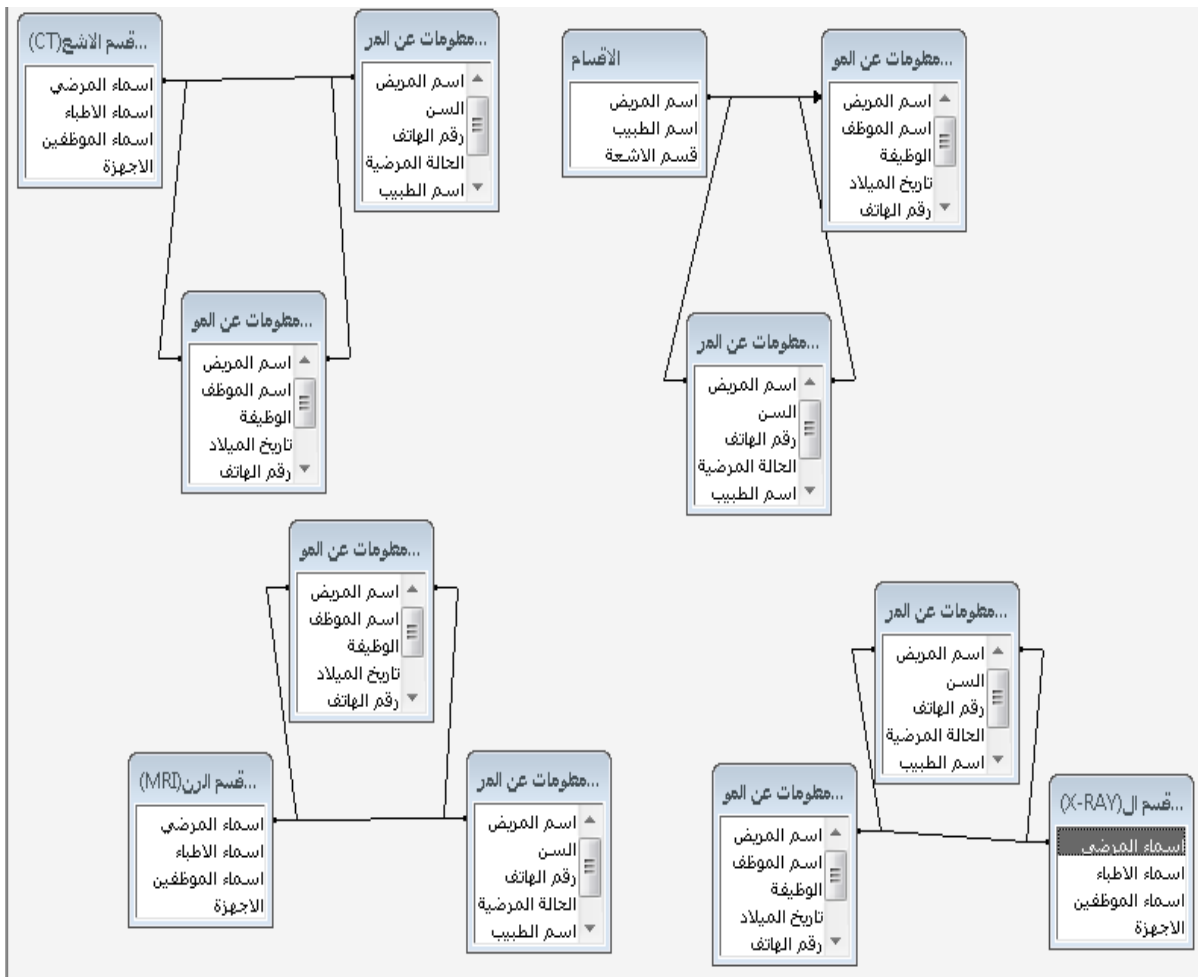 ...قسم الاشع(CT)
اسماء المرضي
اسماء الاطباء
اسماء الموظفين
الاجهزة
...معلومات عن المر
اسم المريض
السن
رقم الهاتف
الحالة المرضية
اسم الطبيب
...معلومات عن المو
اسم المريض
اسم الموظف
الوظيفة
تاريخ الميلاد
رقم الهاتف
الاقسام
اسم المريض
اسم الطبيب
قسم الاشعة
...معلومات عن المو
اسم المريض
اسم الموظف
الوظيفة
تاريخ الميلاد
رقم الهاتف
...معلومات عن المر
اسم المريض
السن
رقم الهاتف
الحالة المرضية
اسم الطبيب
...معلومات عن المو
اسم المريض
اسم الموظف
الوظيفة
تاريخ الميلاد
رقم الهاتف
...قسم الرن(MRI)
اسماء المرضي
اسماء الاطباء
اسماء الموظفين
الاجهزة
...معلومات عن المر
اسم المريض
السن
رقم الهاتف
الحالة المرضية
اسم الطبيب
...معلومات عن المر
اسم المريض
السن
رقم الهاتف
الحالة المرضية
اسم الطبيب
...معلومات عن المو
اسم المريض
اسم الموظف
الوظيفة
تاريخ الميلاد
رقم الهاتف
...قسم ال(X-RAY)
اسماء المرضي
اسماء الاطباء
اسماء الموظفين
الاجهزة